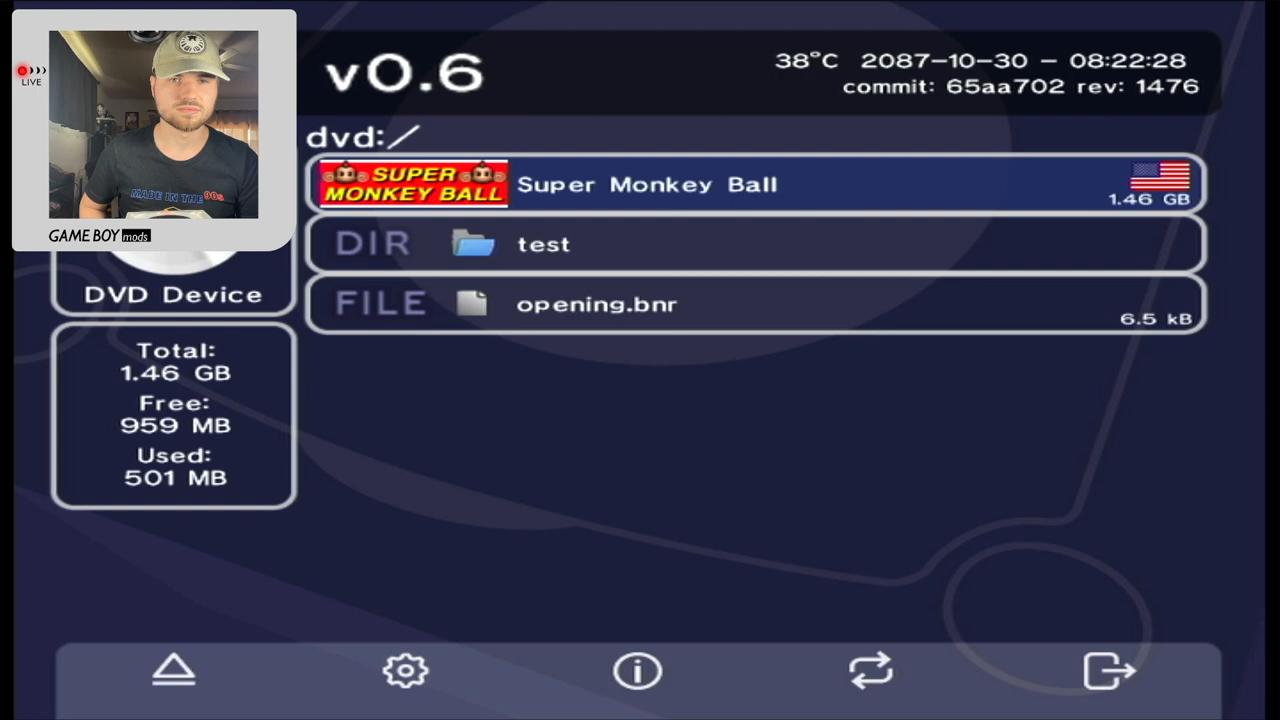 LIVE
MADE IN THE 90s
GAME BOY mods
v0.6
38°C 2087-10-30 - 08:22:28
commit: 65aa702 rev: 1476
dvd:/
SUPER MONKEY BALL
Super Monkey Ball
1.46 GB
DIR test
FILE opening.bnr
6.5 kB
DVD Device
Total:
1.46 GB
Free:
959 MB
Used:
501 MB